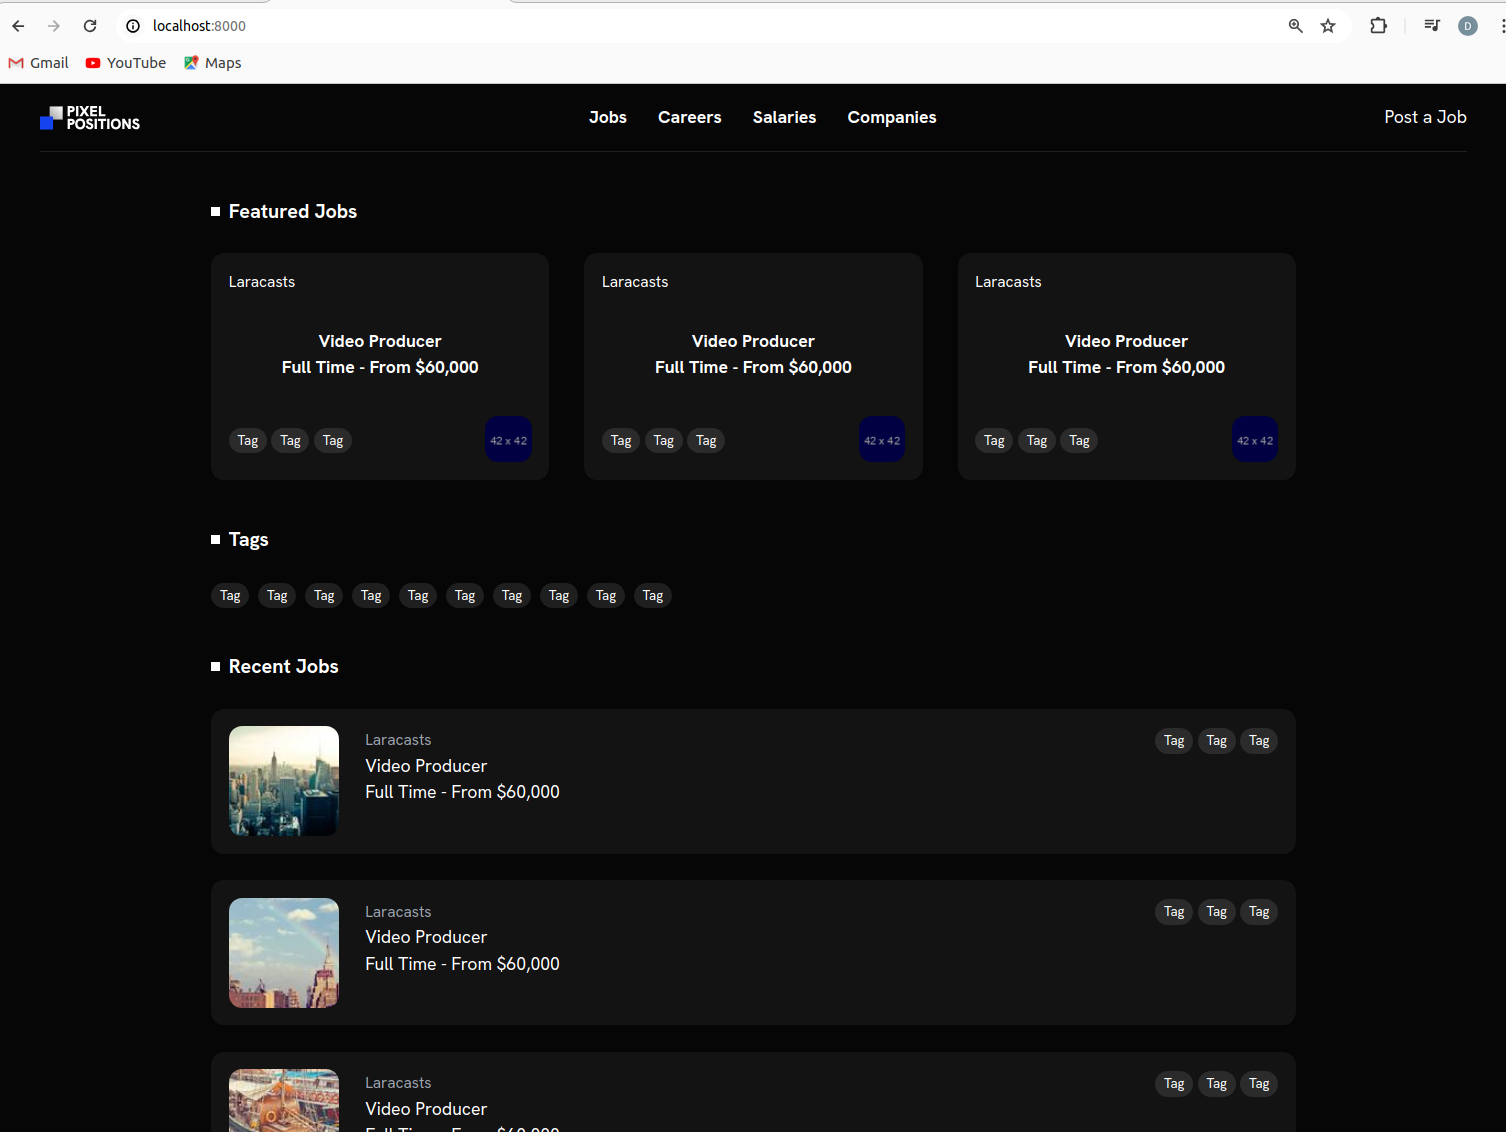 localhost:8000
D
Gmail YouTube Maps
PIXEL
POSITIONS
Jobs Careers Salaries Companies
Post a Job
Featured Jobs
Laracasts
Video Producer
Full Time - From $60,000
Tag Tag Tag
42 x 42
Laracasts
Video Producer
Full Time - From $60,000
Tag Tag Tag
42 x 42
Laracasts
Video Producer
Full Time - From $60,000
Tag Tag Tag
42 x 42
Tags
Tag Tag Tag Tag Tag Tag Tag Tag Tag Tag
Recent Jobs
Laracasts
Video Producer
Full Time - From $60,000
Tag Tag Tag
Laracasts
Video Producer
Full Time - From $60,000
Tag Tag Tag
Laracasts
Video Producer
Full Time - From $60,000
Tag Tag Tag